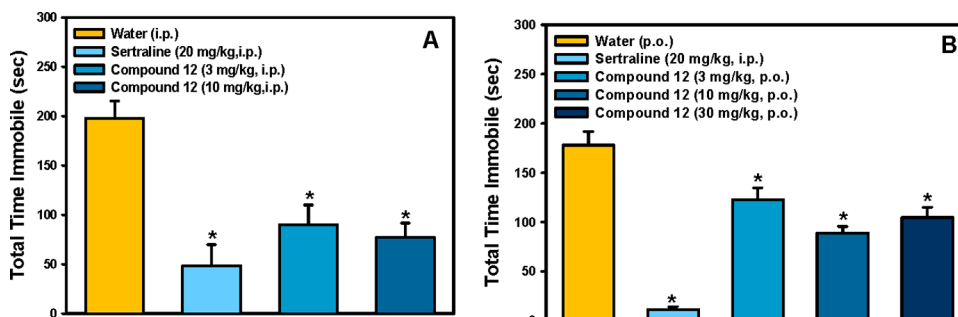 A
Total Time Immobile (sec)
300
250
200
150
100
50
0
Water (i.p.)
Sertraline (20 mg/kg,i.p.)
Compound 12 (3 mg/kg, i.p.)
Compound 12 (10 mg/kg,i.p.)
*
*
*
B
Total Time Immobile (sec)
300
250
200
150
100
50
Water (p.o.)
Sertraline (20 mg/kg, i.p.)
Compound 12 (3 mg/kg, p.o.)
Compound 12 (10 mg/kg, p.o.)
Compound 12 (30 mg/kg, p.o.)
*
*
*
*